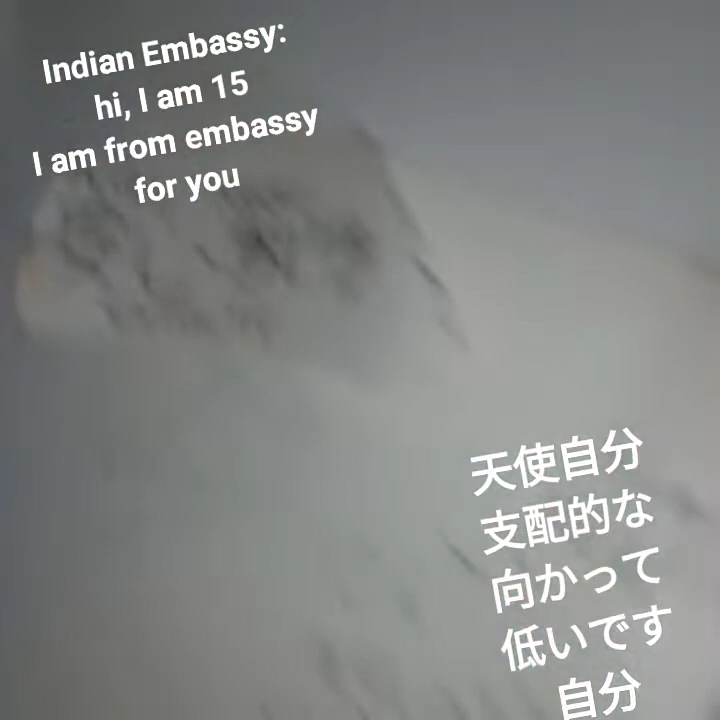 Indian Embassy:
hi, I am 15
I am from embassy
for you
天使自分
支配的な
向かって
低いです
自分